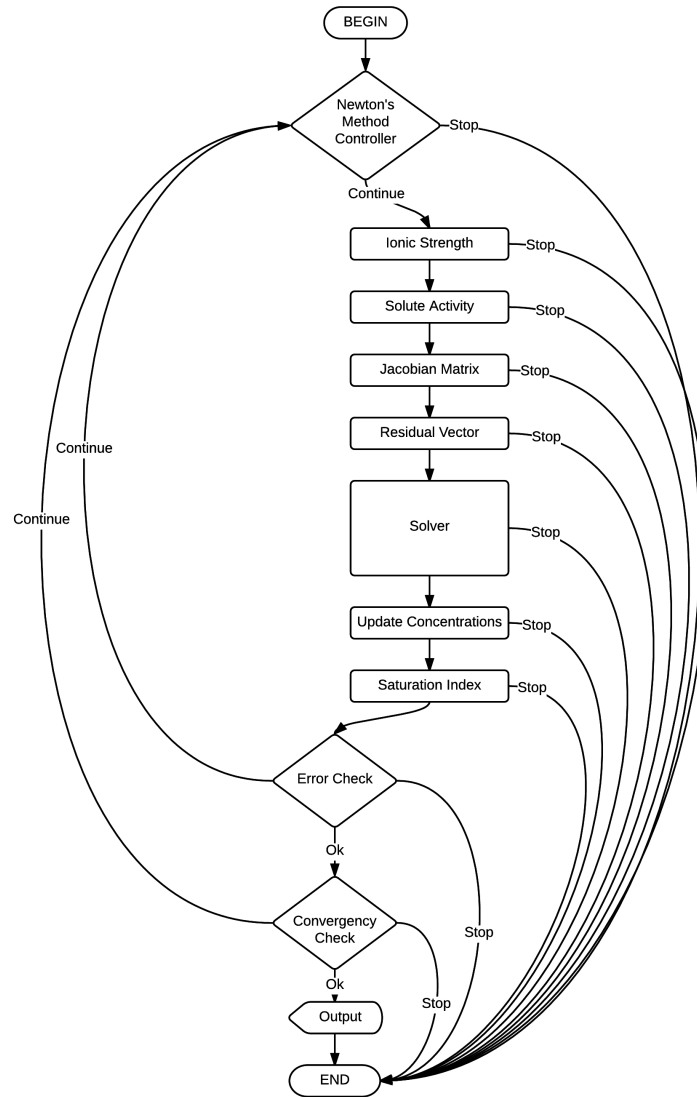 BEGIN
Newton's
Method
Controller
Stop
Continue
Ionic Strength
Stop
Solute Activity
Stop
Jacobian Matrix
Stop
Residual Vector
Stop
Continue
Continue
Solver
Stop
Update Concentrations
Stop
Saturation Index
Stop
Error Check
Ok
Stop
Convergency
Check
Ok
Stop
Output
END